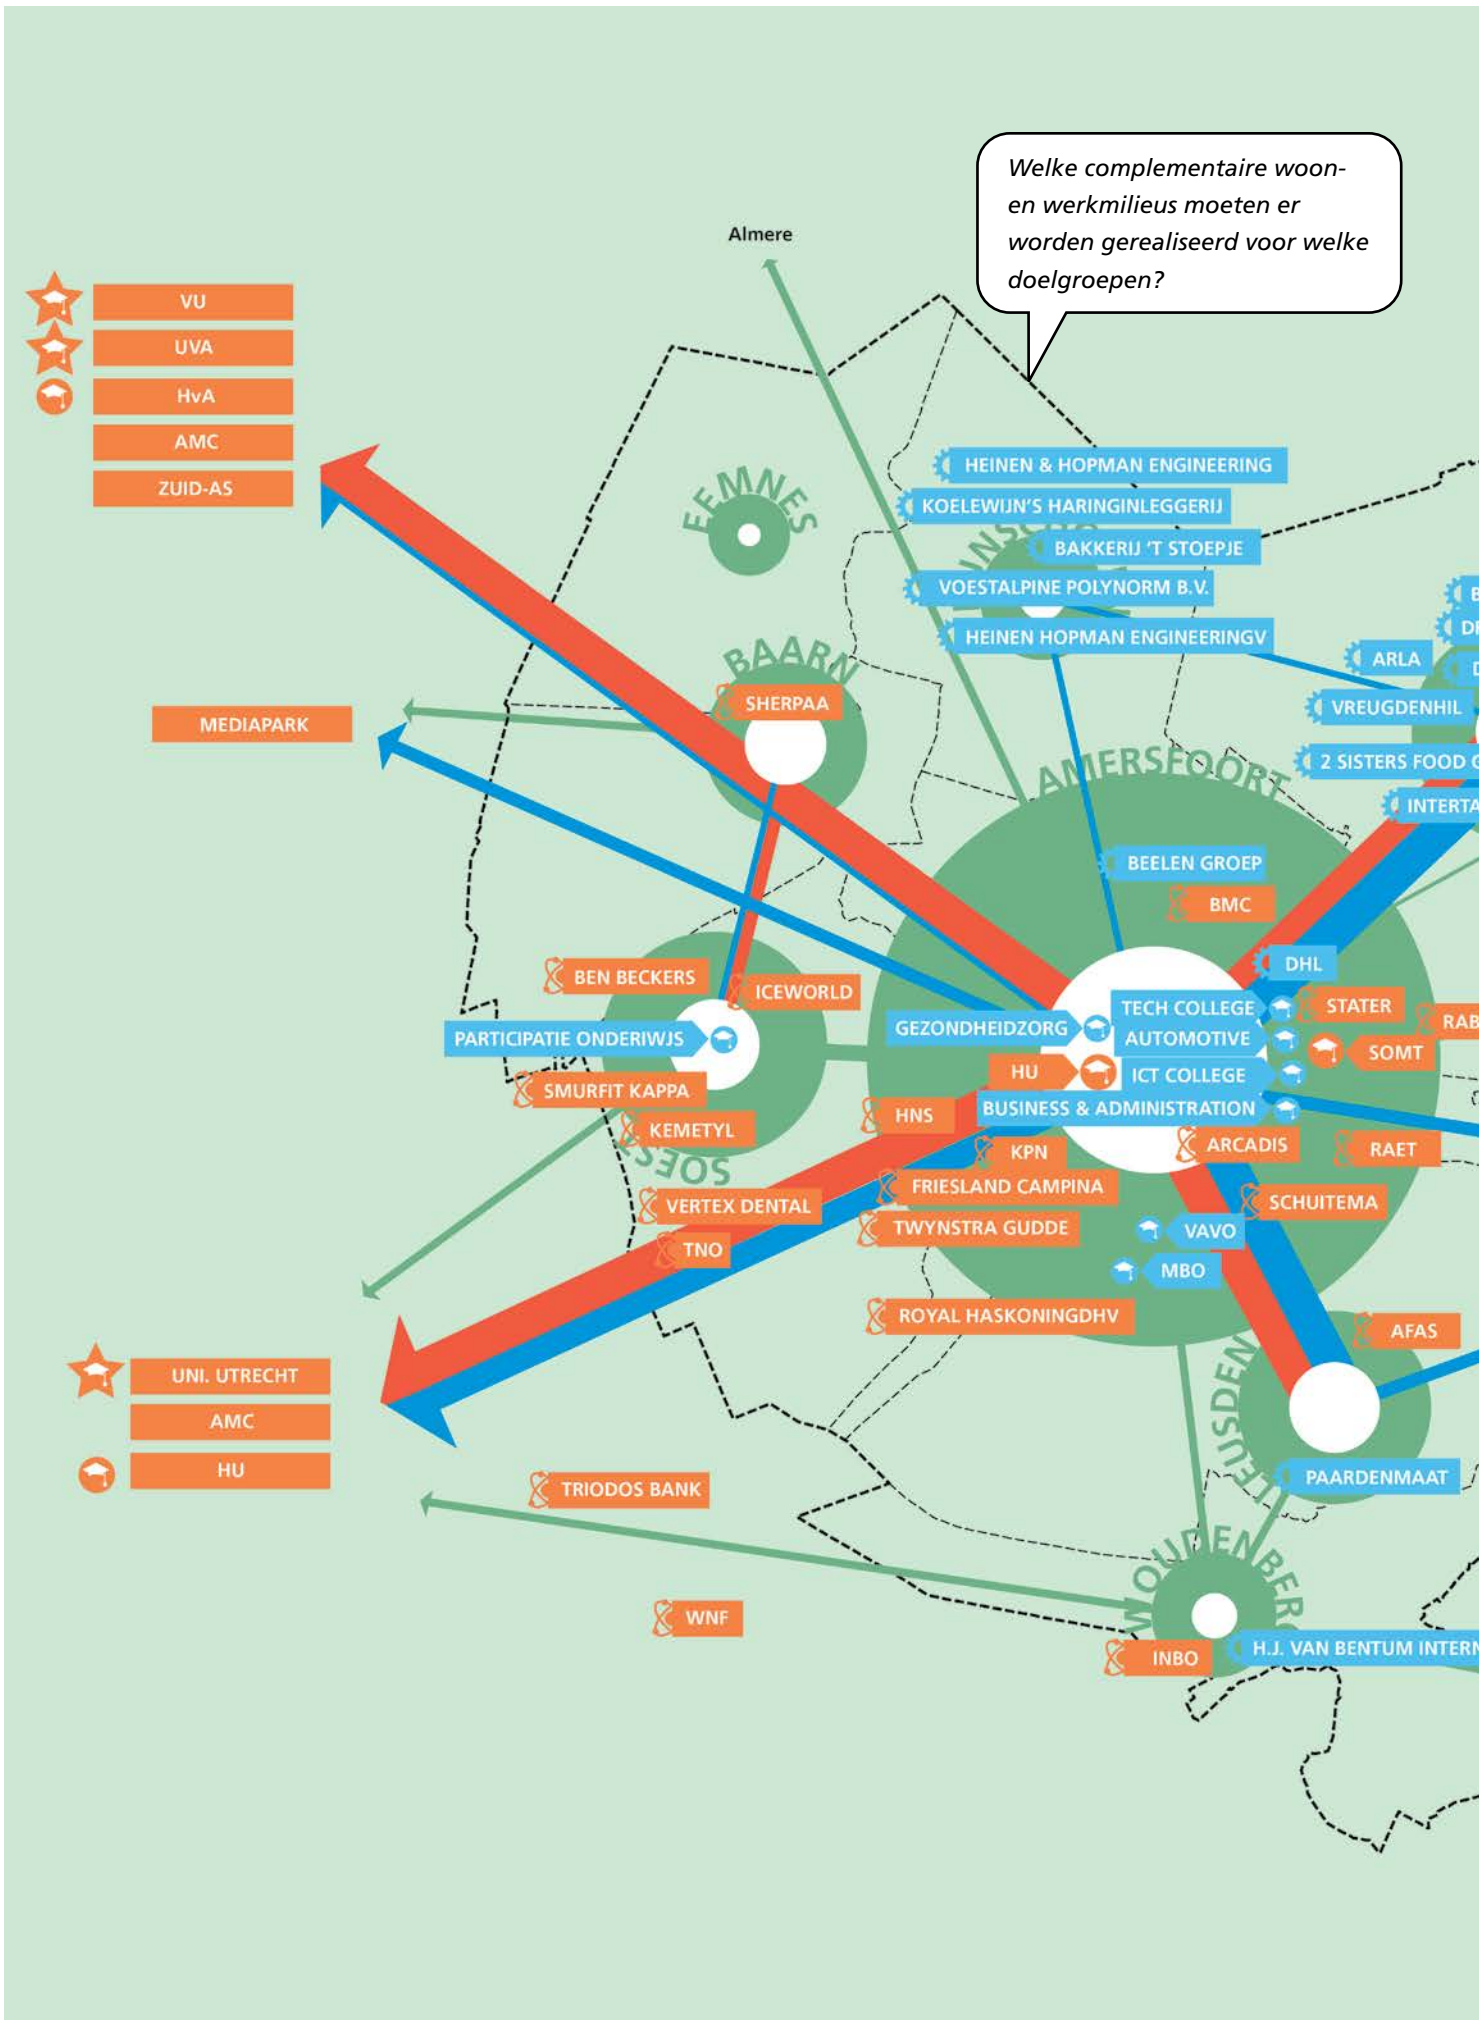 Welke complementaire woon-
en werkmilieus moeten er
worden gerealiseerd voor welke
doelgroepen?
Almere
VU
UVA
HvA
AMC
ZUID-AS
HEINEN & HOPMAN ENGINEERING
KOELEWIJN'S HARINGINLEGGERIJ
EEMNES
BAKKERIJ 'T STOEPJE
VOESTALPINE POLYNORM B.V.
HEINEN HOPMAN ENGINEERINGV
ARLA
BAARN
SHERPAA
VREUGDENHIL
MEDIAPARK
2 SISTERS FOOD
AMERSFOORT
BEELEN GROEP
BMC
DHL
BEN BECKERS
ICEWORLD
TECH COLLEGE
STATER
GEZONDHEIDZORG
PARTICIPATIE ONDERIWJS
AUTOMOTIVE
SOMT
HU
ICT COLLEGE
SMURFIT KAPPA
HNS
BUSINESS & ADMINISTRATION
KEMETYL
KPN
ARCADIS
RAET
SOEST
FRIESLAND CAMPINA
VERTEX DENTAL
SCHUITEMA
TWYNSTRA GUDDE
VAVO
TNO
MBO
ROYAL HASKONINGDHV
AFAS
UNI. UTRECHT
AMC
LEUSDEN
HU
PAARDENMAAT
TRIODOS BANK
WOUDENBERG
WNF
INBO
H.J. VAN BENTUM